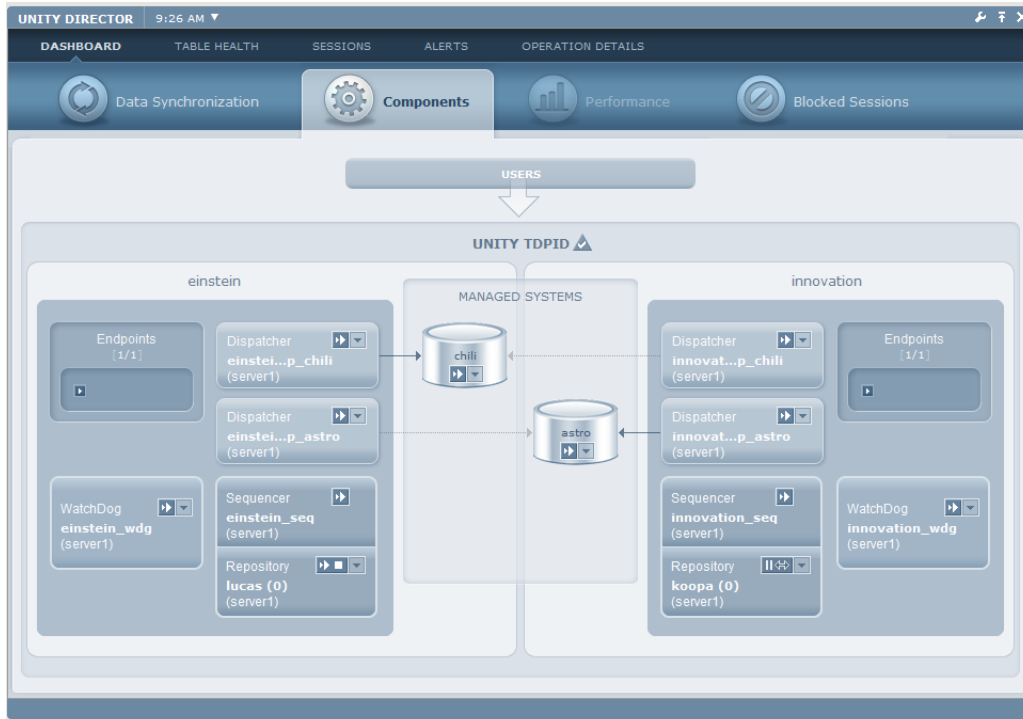 UNITY DIRECTOR 9:26 AM
DASHBOARD TABLE HEALTH SESSIONS ALERTS OPERATION DETAILS
Data Synchronization Components Performance Blocked Sessions
USERS
UNITY TDPID
einstein
Endpoints
[1/1]
Dispatcher
einstei...p_chili
(server1)
Dispatcher
einstei...p_astro
(server1)
WatchDog
einstein_wdg
(server1)
Sequencer
einstein_seq
(server1)
Repository
lucas (0)
(server1)
MANAGED SYSTEMS
chili
astro
innovation
Dispatcher
innovat...p_chili
(server1)
Endpoints
[1/1]
Dispatcher
innovat...p_astro
(server1)
Sequencer
innovation_seq
(server1)
WatchDog
innovation_wdg
(server1)
Repository
koopa (0)
(server1)